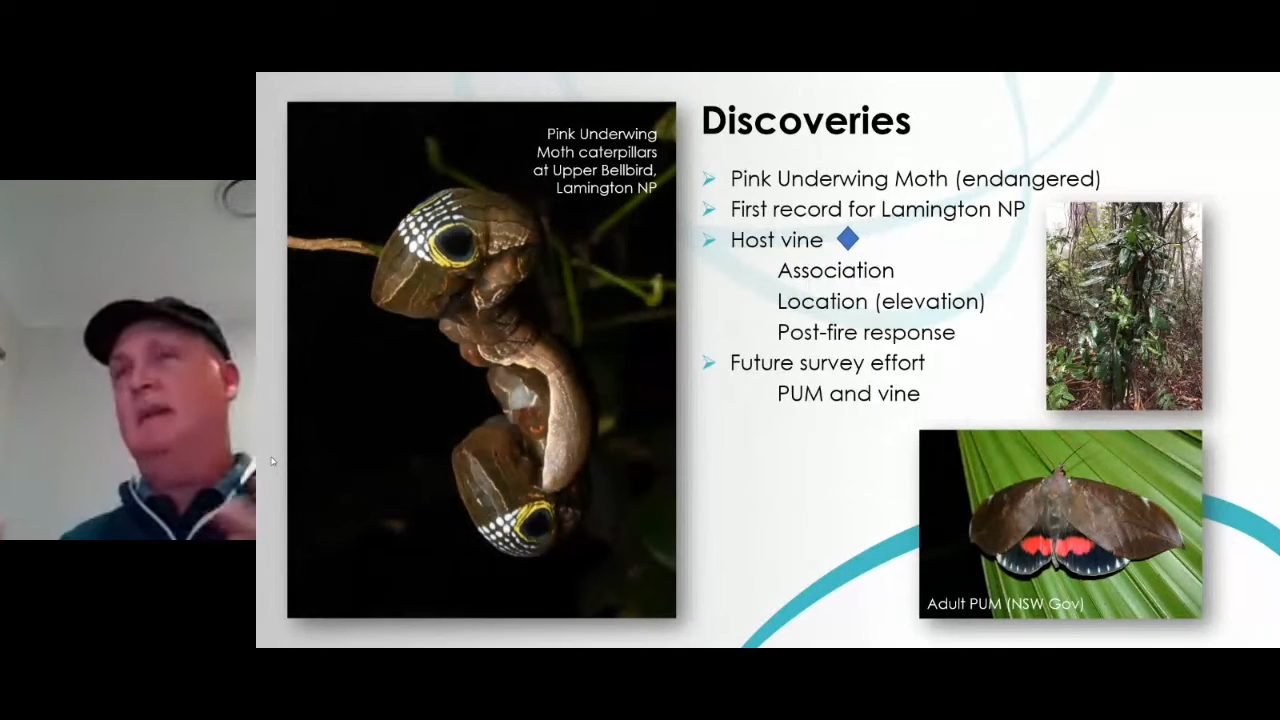 Pink Underwing
Moth caterpillars
at Upper Bellbird,
Lamington NP
Discoveries
Pink Underwing Moth (endangered)
First record for Lamington NP
Host vine
Association
Location (elevation)
Post-fire response
Future survey effort
PUM and vine
Adult PUM (NSW Gov)